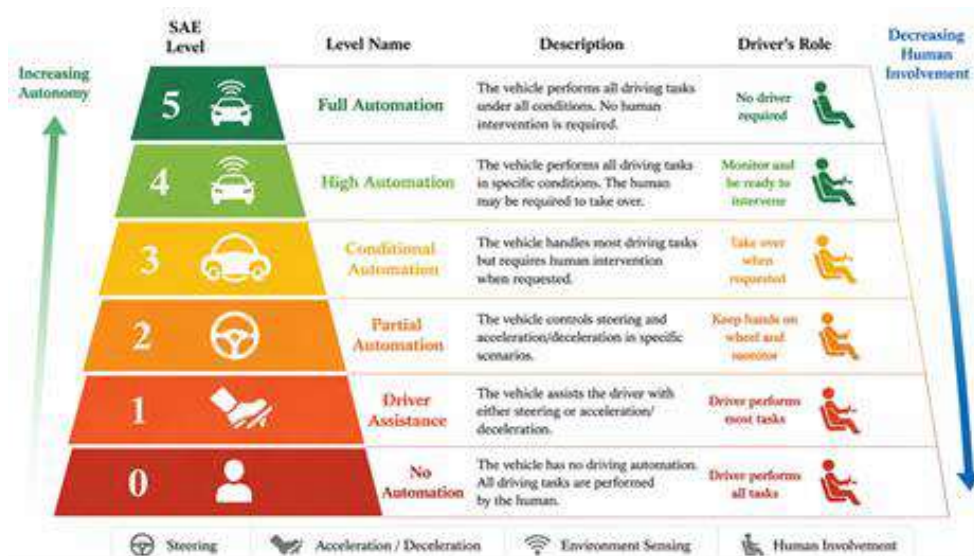 SAE
Level
Level Name
Description
Driver's Role
Decreasing
Human
Involvement
Increasing
Autonomy
5
Full Automation
The vehicle performs all driving tasks
under all conditions. No human
intervention is required.
No driver
required
4
High Automation
The vehicle performs all driving tasks
in specific conditions. The human
may be required to take over.
Monitor and
be ready to
intervene
3
Conditional
Automation
The vehicle handles most driving tasks
but requires human intervention
when requested.
Take over
when
requested
2
Partial
Automation
The vehicle controls steering and
acceleration/deceleration in specific
scenarios.
Keep hands on
wheel and
monitor
1
Driver
Assistance
The vehicle assists the driver with
either steering or acceleration/
deceleration.
Driver performs
most tasks
0
No
Automation
The vehicle has no driving automation.
All driving tasks are performed
by the human.
Driver performs
all tasks
Steering
Acceleration / Deceleration
Environment Sensing
Human Involvement